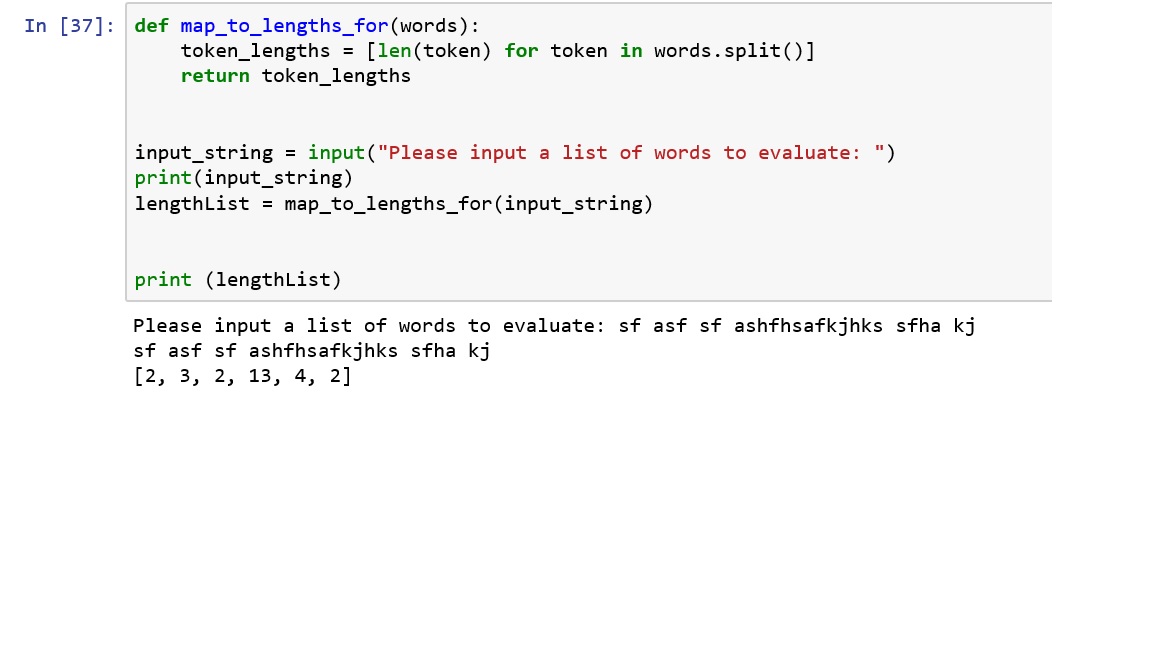 In [37]: def map_to_lengths_for(words):
    token_lengths = [len(token) for token in words.split()]
    return token_lengths
input_string = input("Please input a list of words to evaluate: ")
print(input_string)
lengthList = map_to_lengths_for(input_string)
print (lengthList)
Please input a list of words to evaluate: sf asf sf ashfhsafkjhks sfha kj
sf asf sf ashfhsafkjhks sfha kj
[2, 3, 2, 13, 4, 2]